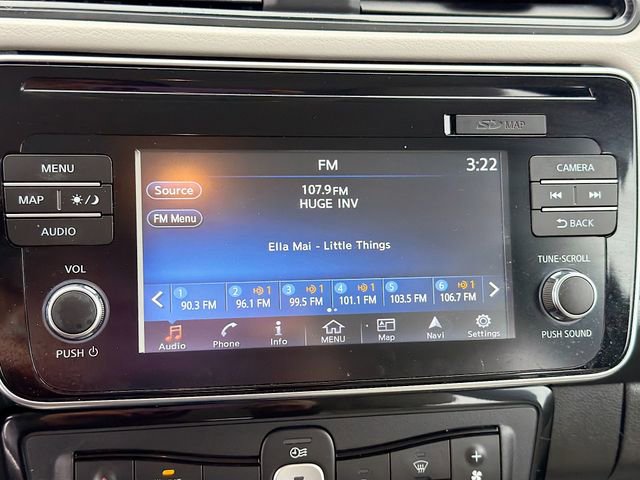 SD MAP
MENU
MAP
AUDIO
VOL
PUSH
FM
3:22
Source
107.9 FM
HUGE INV
FM Menu
Ella Mai - Little Things
1 2 1 3 1 4 1 5 6 1
90.3 FM 96.1 FM 99.5 FM 101.1 FM 103.5 FM 106.7 FM
Audio Phone Info MENU Map Navi Settings
CAMERA
BACK
TUNE·SCROLL
PUSH SOUND